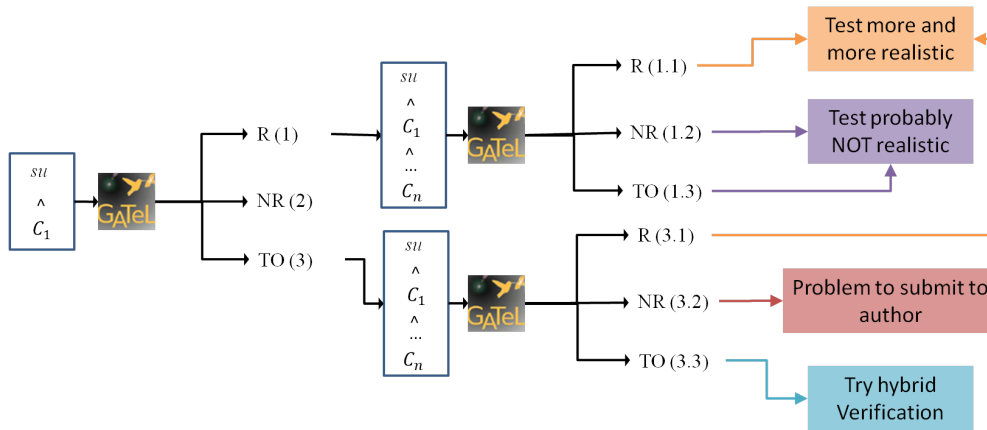 su
^
C₁
GATeL
R (1)
NR (2)
TO (3)
su
^
C₁
^
...
Cₙ
GATeL
R (1.1)
NR (1.2)
TO (1.3)
su
^
C₁
^
...
Cₙ
GATeL
R (3.1)
NR (3.2)
TO (3.3)
Test more and
more realistic
Test probably
NOT realistic
Problem to submit to
author
Try hybrid
Verification